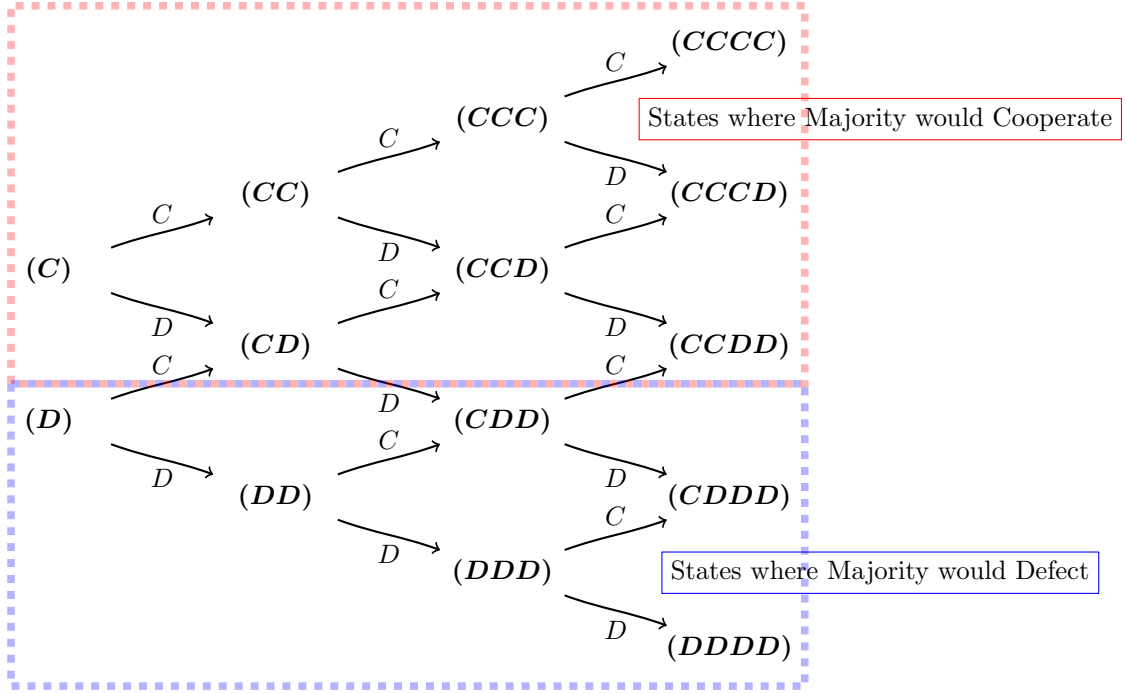 (CCCC)
C
States where Majority would Cooperate
(CCC)
C
D
(CC)
(CCCD)
C
C
D
(C)
(CCD)
C
D
D
(CD)
(CCDD)
C
C
D
(D)
(CDD)
C
D
D
(DD)
(CDDD)
C
D
(DDD)
States where Majority would Defect
D
(DDDD)